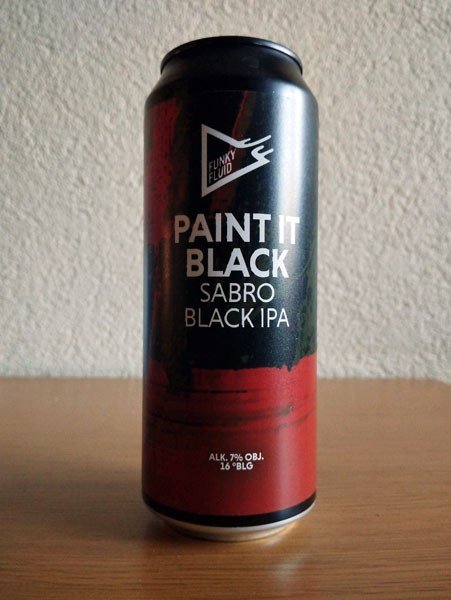 FUNKY
FLUID
PAINT IT
BLACK
SABRO
BLACK IPA
ALK. 7% OBJ.
16 °BLG